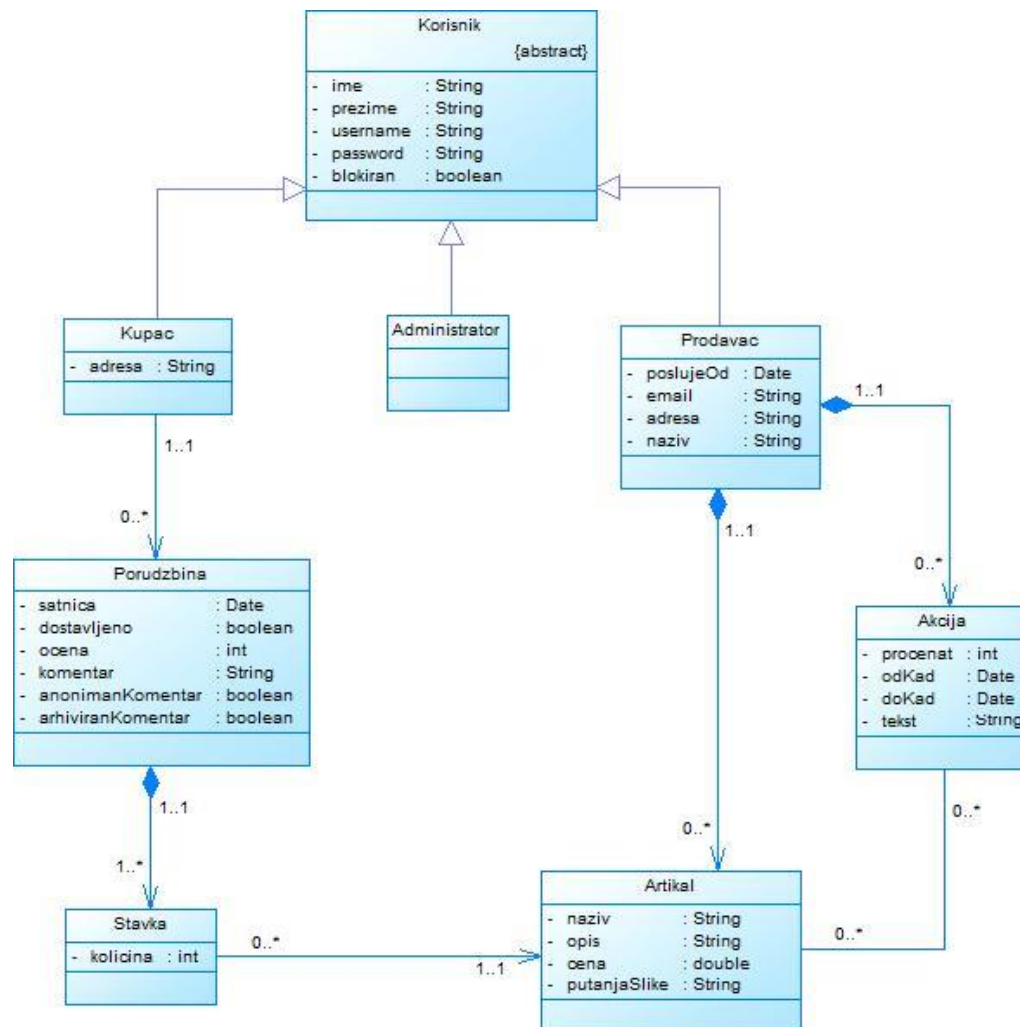 Korisnik
{abstract}
- ime : String
- prezime : String
- username : String
- password : String
- blokiran : boolean
Kupac
- adresa : String
Administrator
Prodavac
- poslujeOd : Date
- email : String
- adresa : String
- naziv : String
1..1
1..1
0..*
1..1
0..*
Porudzbina
- satnica : Date
- dostavljeno : boolean
- ocena : int
- komentar : String
- anonimanKomentar : boolean
- arhiviranKomentar : boolean
Akcija
- procenat : int
- odKad : Date
- doKad : Date
- tekst : String
1..1
1..*
0..*
0..*
Stavka
- kolicina : int
0..*
1..1
Artikal
- naziv : String
- opis : String
- cena : double
- putanjaSlike : String
0..*